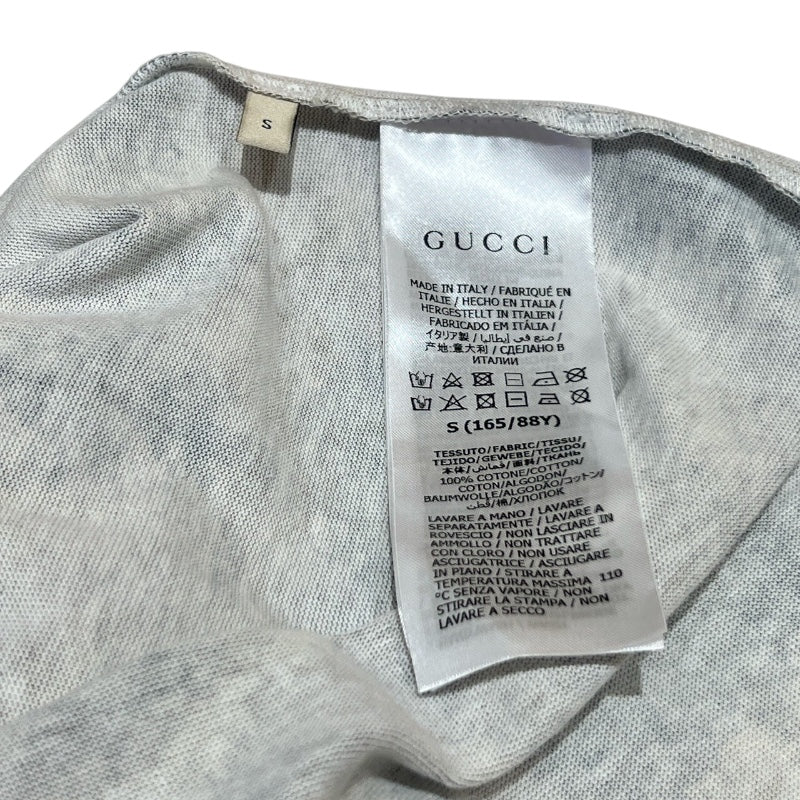 S
GUCCI
MADE IN ITALY / FABRIQUÉ EN
ITALIE / HECHO EN ITALIA /
HERGESTELLT IN ITALIEN /
FABRICADO EM ITÁLIA /
イタリア製 / صنع في إيطاليا /
产地:意大利 / СДЕЛАНО В
ИТАЛИИ
S (165/88Y)
TESSUTO/FABRIC/TISSU/
TEJIDO/GEWEBE/TECIDO/
本体/قماش/面料/ТКАНЬ
100% COTONE/COTTON/
COTON/ALGODÓN/コットン/
BAUMWOLLE/ALGODÃO/
قطن/棉/ХЛОПОК
LAVARE A MANO / LAVARE
SEPARATAMENTE / LAVARE A
ROVESCIO / NON LASCIARE IN
AMMOLLO / NON TRATTARE
CON CLORO / NON USARE
ASCIUGATRICE / ASCIUGARE
IN PIANO / STIRARE A
TEMPERATURA MASSIMA 110
°C SENZA VAPORE / NON
STIRARE LA STAMPA / NON
LAVARE A SECCO